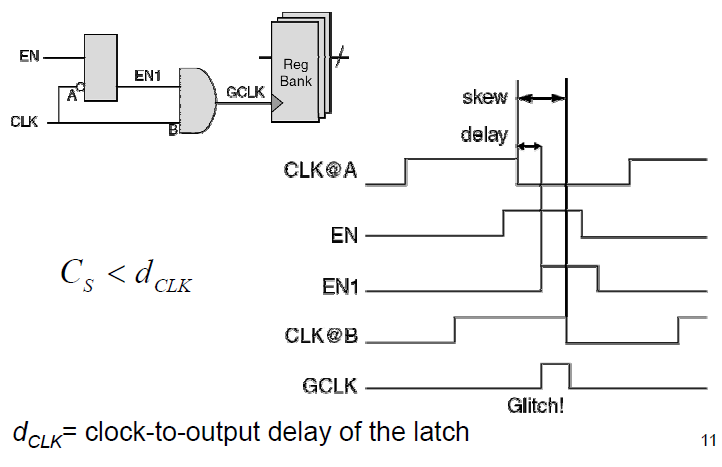 EN
EN1
A
CLK
B
GCLK
Reg
Bank
skew
delay
CLK@A
EN
EN1
CLK@B
GCLK
Glitch!
C_S < d_CLK
d_CLK= clock-to-output delay of the latch
11